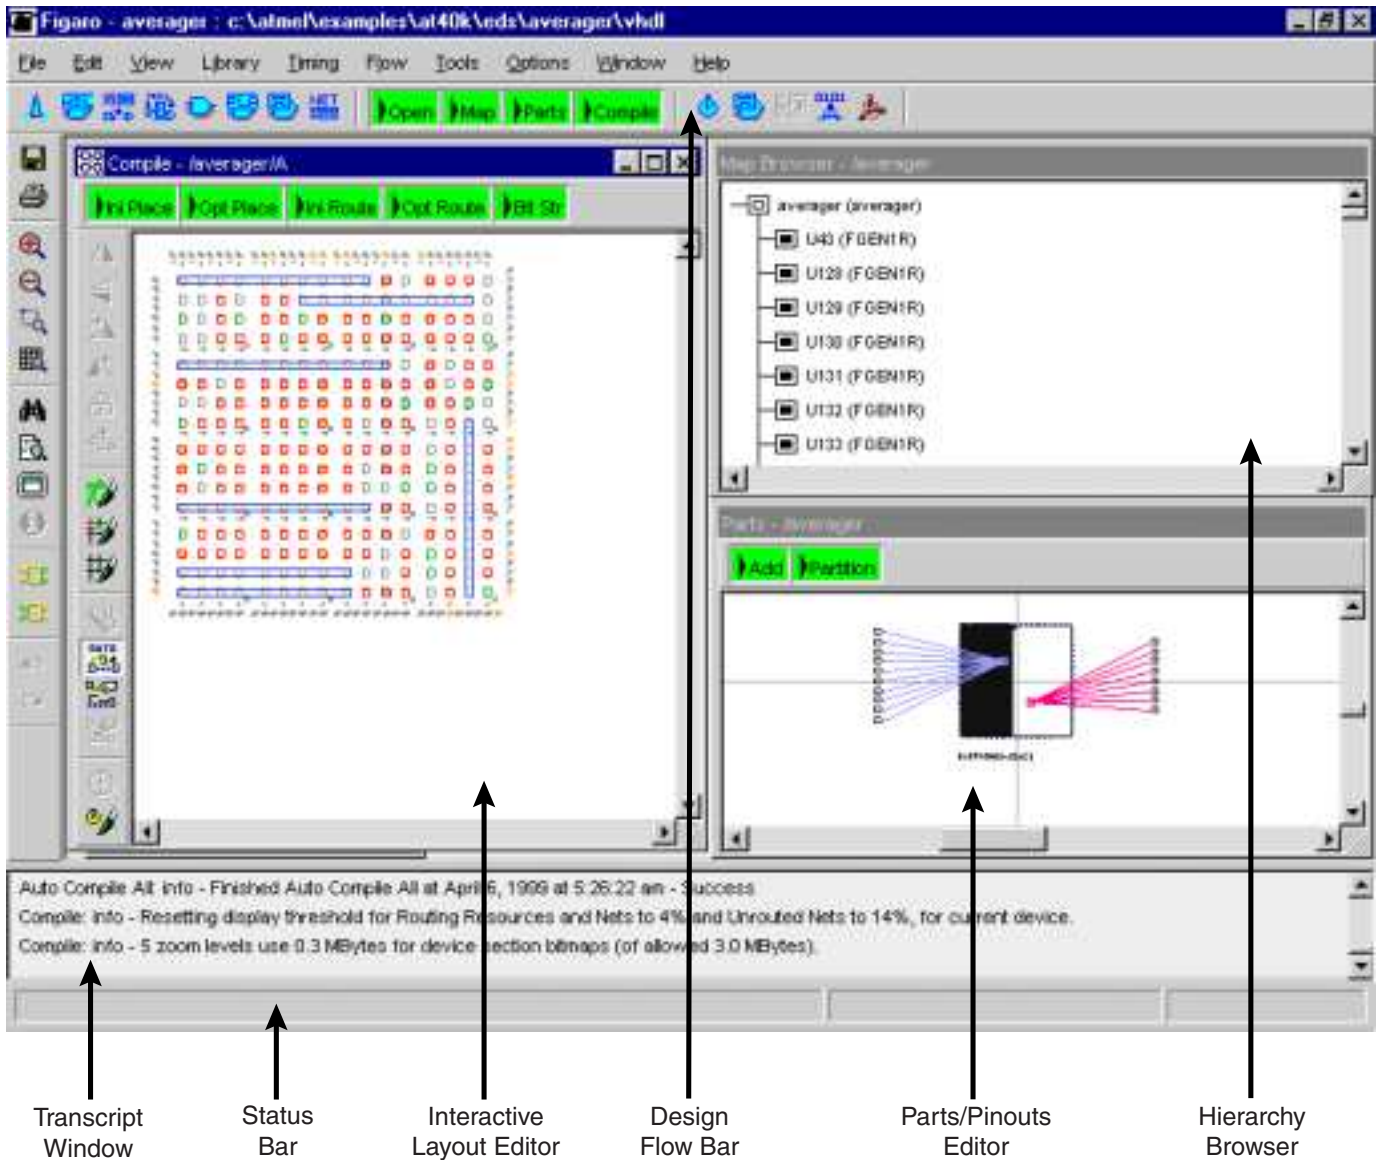 Figaro - averager : c:\atmel\examples\at40k\eds\averager\vhdl
File Edit View Library Timing Flow Tools Options Window Help
Open Map Parts Compile
Compile - /averager/A
Ini Place Opt Place Ini Route Opt Route Bit Str
Map Browser - /averager
averager (averager)
U43 (FGEN1R)
U128 (FGEN1R)
U129 (FGEN1R)
U130 (FGEN1R)
U131 (FGEN1R)
U132 (FGEN1R)
U133 (FGEN1R)
Parts - /averager
Add Partition
Auto Compile All: info - Finished Auto Compile All at April 6, 1999 at 5:26:22 am - Success
Compile: info - Resetting display threshold for Routing Resources and Nets to 4% and Unrouted Nets to 14%, for current device.
Compile: info - 5 zoom levels use 0.3 MBytes for device section bitmaps (of allowed 3.0 MBytes).
Transcript Window
Status Bar
Interactive Layout Editor
Design Flow Bar
Parts/Pinouts Editor
Hierarchy Browser